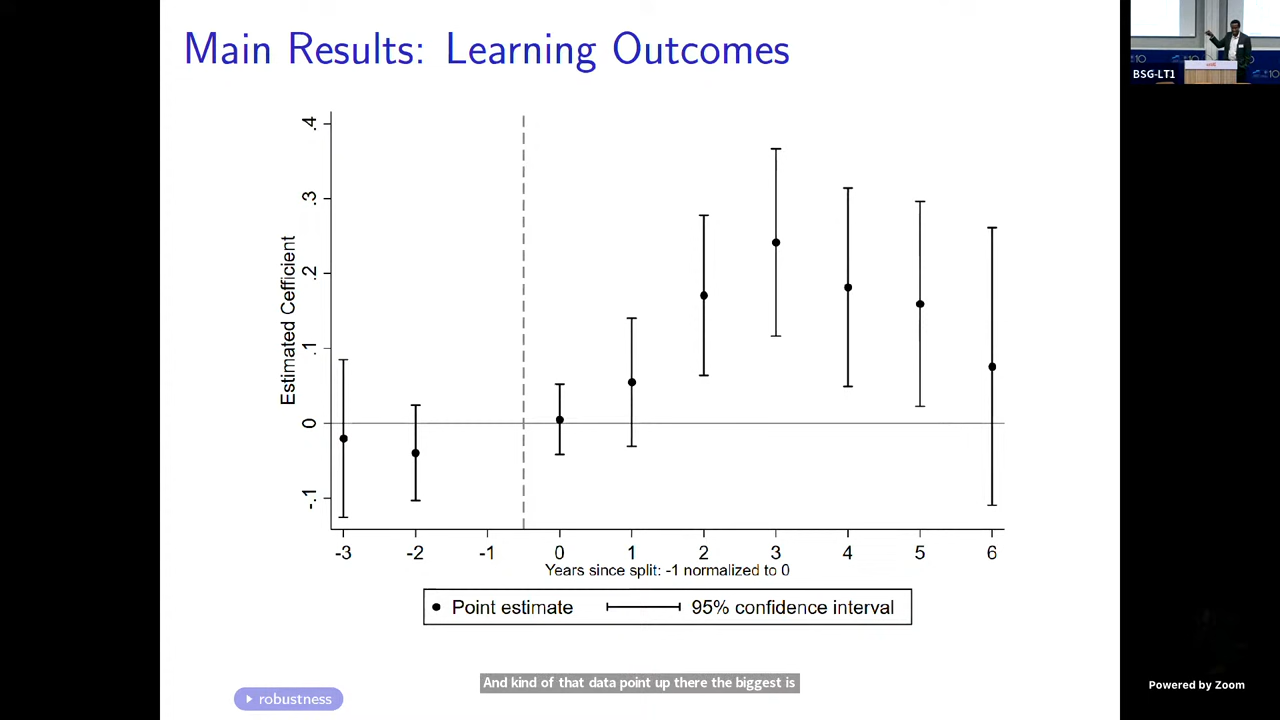 Main Results: Learning Outcomes
BSG-LT1
Estimated Cefficient
.4
.3
.2
.1
0
-.1
-3 -2 -1 0 1 2 3 4 5 6
Years since split: -1 normalized to 0
Point estimate 95% confidence interval
And kind of that data point up there the biggest is
robustness
Powered by Zoom